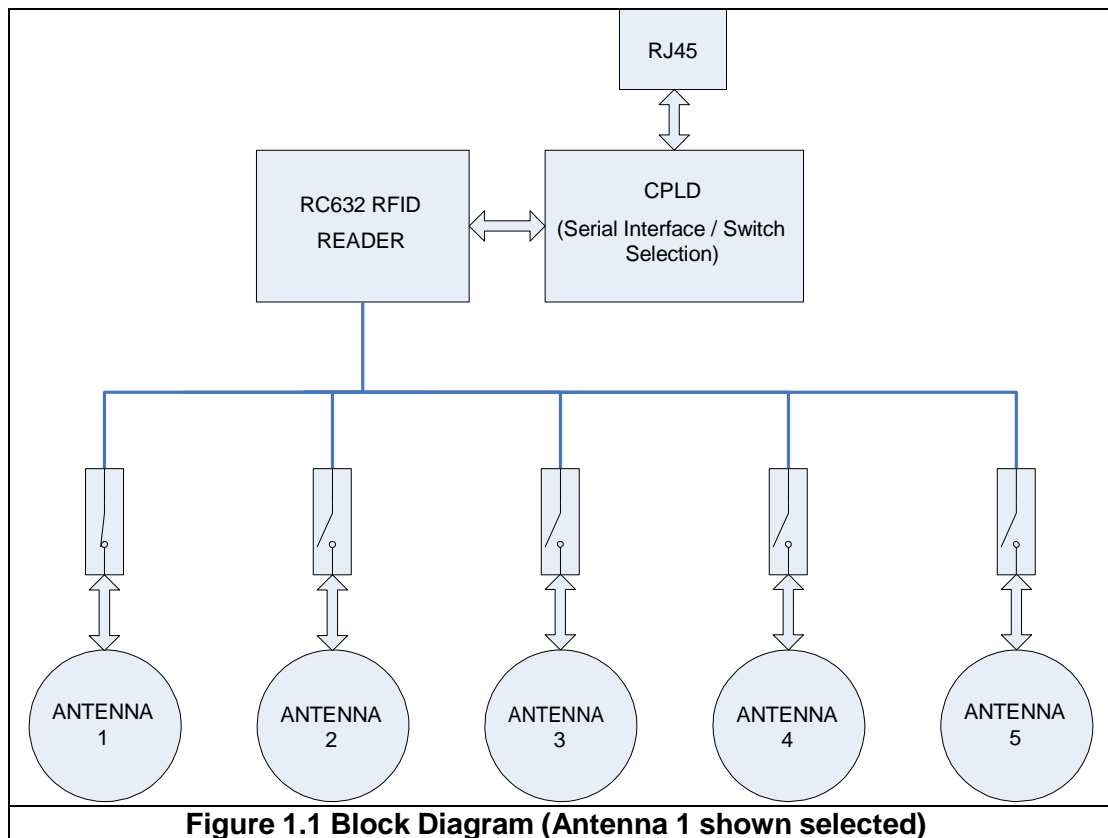 RJ45
RC632 RFID
READER
CPLD
(Serial Interface / Switch
Selection)
ANTENNA
1
ANTENNA
2
ANTENNA
3
ANTENNA
4
ANTENNA
5
Figure 1.1 Block Diagram (Antenna 1 shown selected)